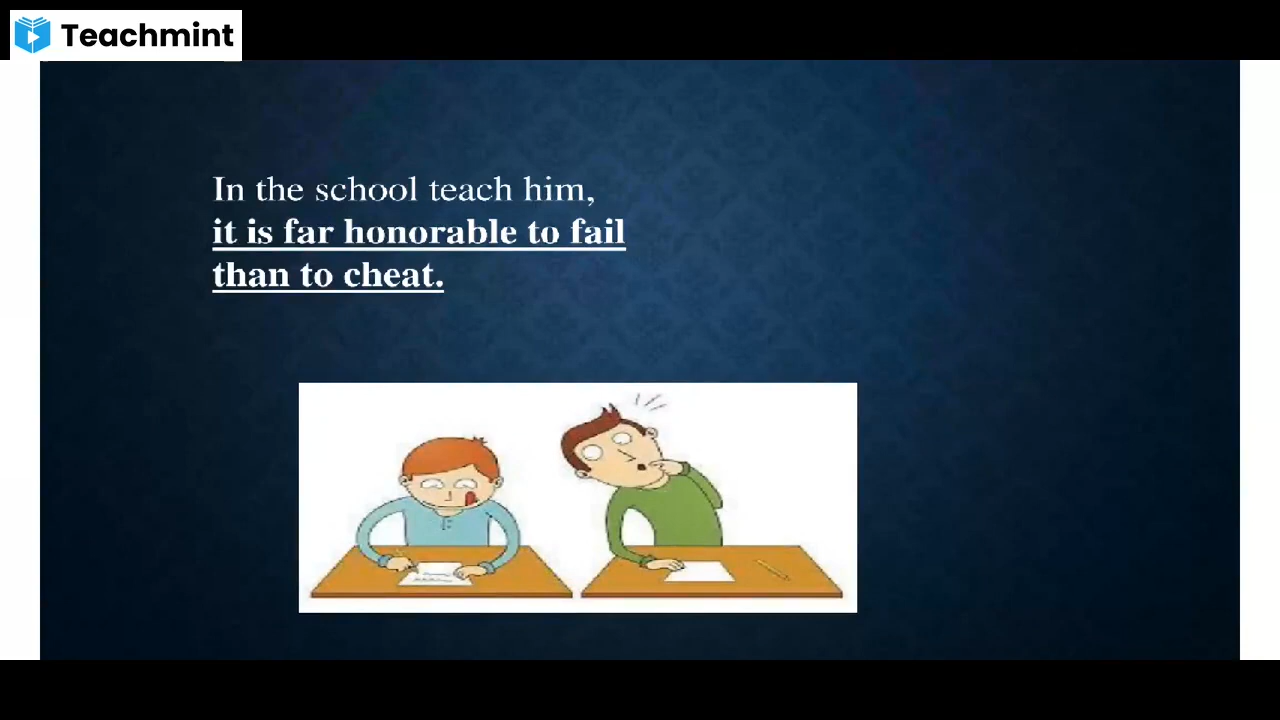 Teachmint
In the school teach him,
it is far honorable to fail
than to cheat.